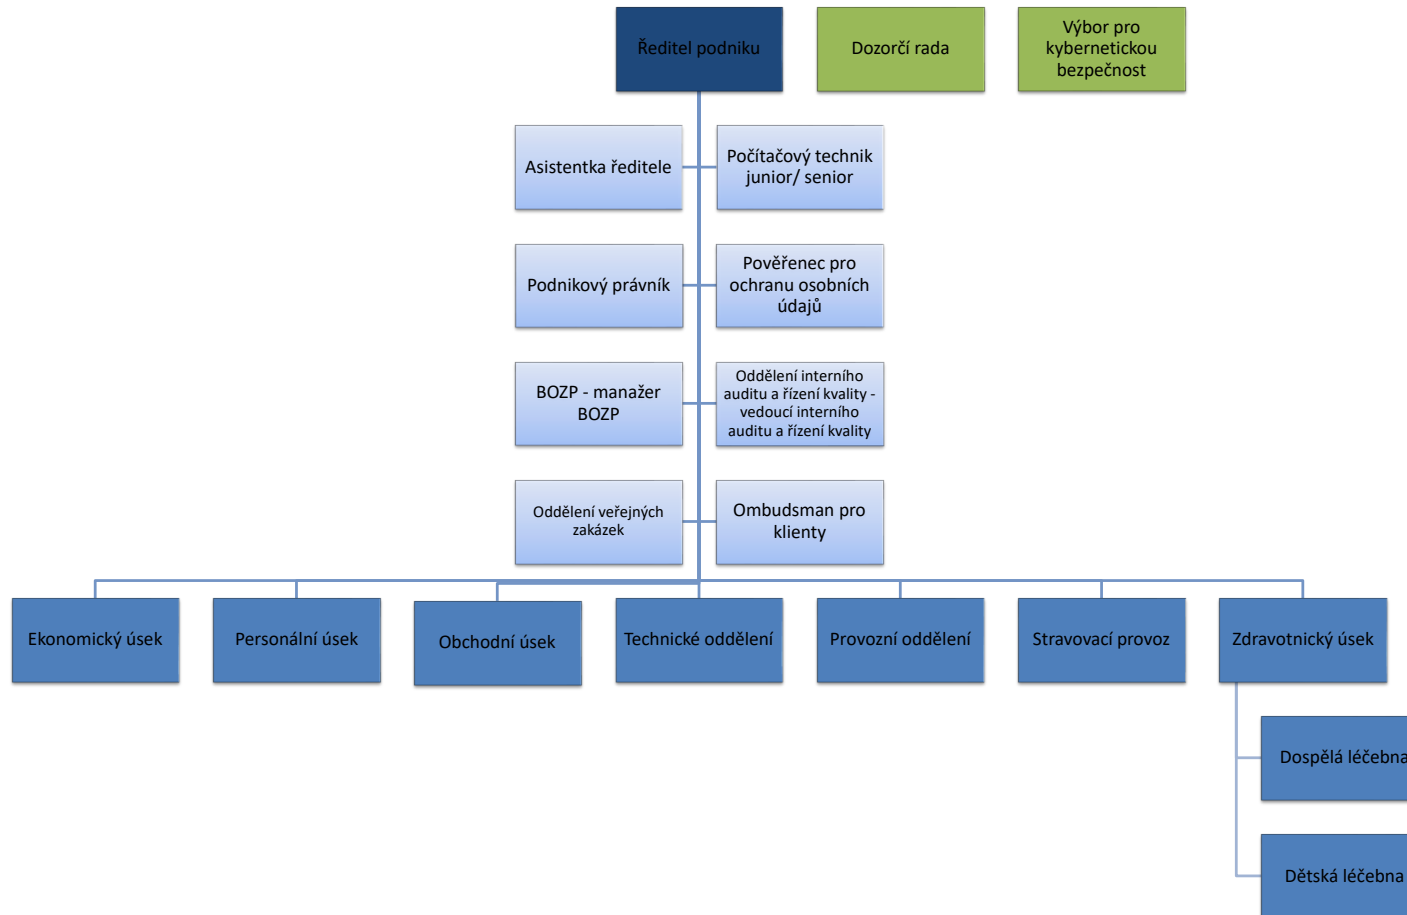 Ředitel podniku
Dozorčí rada
Výbor pro
kybernetickou
bezpečnost
Asistentka ředitele
Počítačový technik
junior/ senior
Podnikový právník
Pověřenec pro
ochranu osobních
údajů
BOZP - manažer
BOZP
Oddělení interního
auditu a řízení kvality -
vedoucí interního
auditu a řízení kvality
Oddělení veřejných
zakázek
Ombudsman pro
klienty
Ekonomický úsek
Personální úsek
Obchodní úsek
Technické oddělení
Provozní oddělení
Stravovací provoz
Zdravotnický úsek
Dospělá léčebna
Dětská léčebna